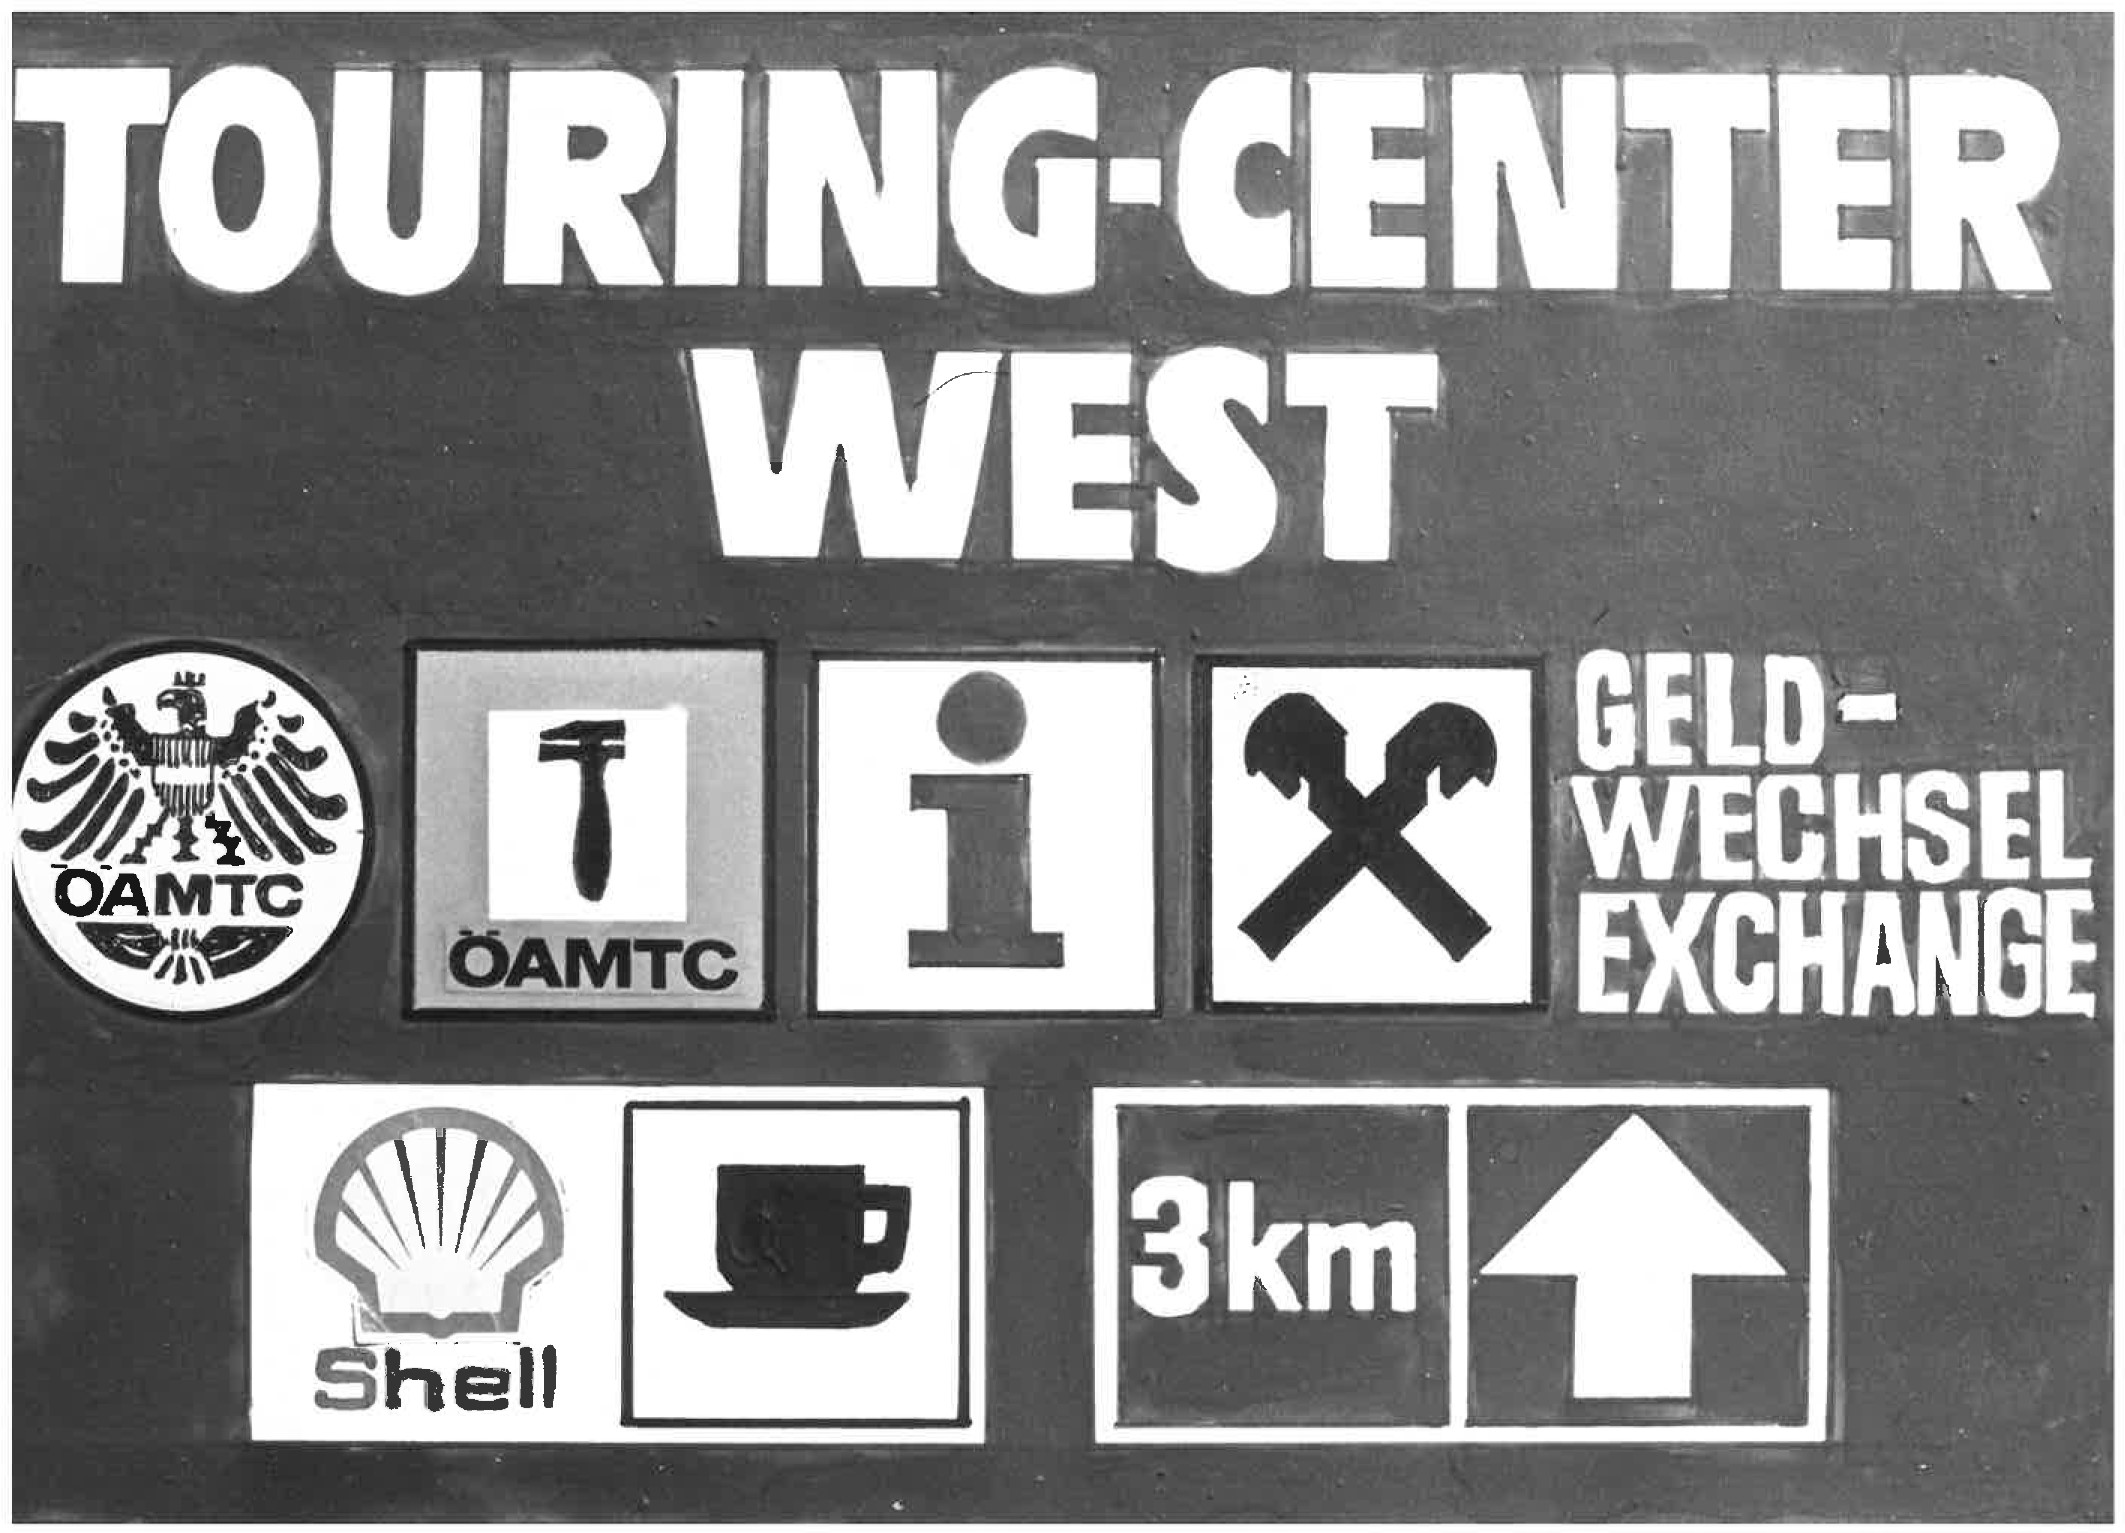 TOURING-CENTER
WEST
ÖAMTC
ÖAMTC
i
GELD-
WECHSEL
EXCHANGE
Shell
3km